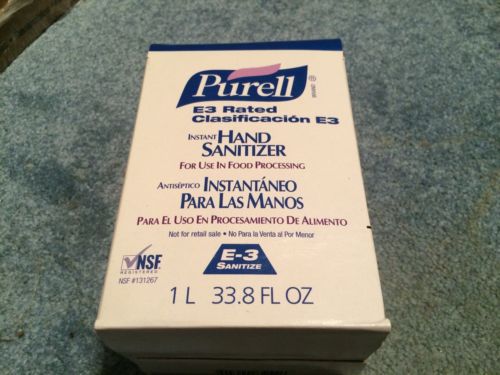 Purell
E3 Rated
Clasificación E3
INSTANT HAND
SANITIZER
FOR USE IN FOOD PROCESSING
ANTISÉPTICO INSTANTÁNEO
PARA LAS MANOS
PARA EL USO EN PROCESAMIENTO DE ALIMENTO
Not for retail sale • No Para la Venta al Por Menor
NSF
REGISTERED
NSF #131267
E-3
SANITIZE
1 L 33.8 FL OZ